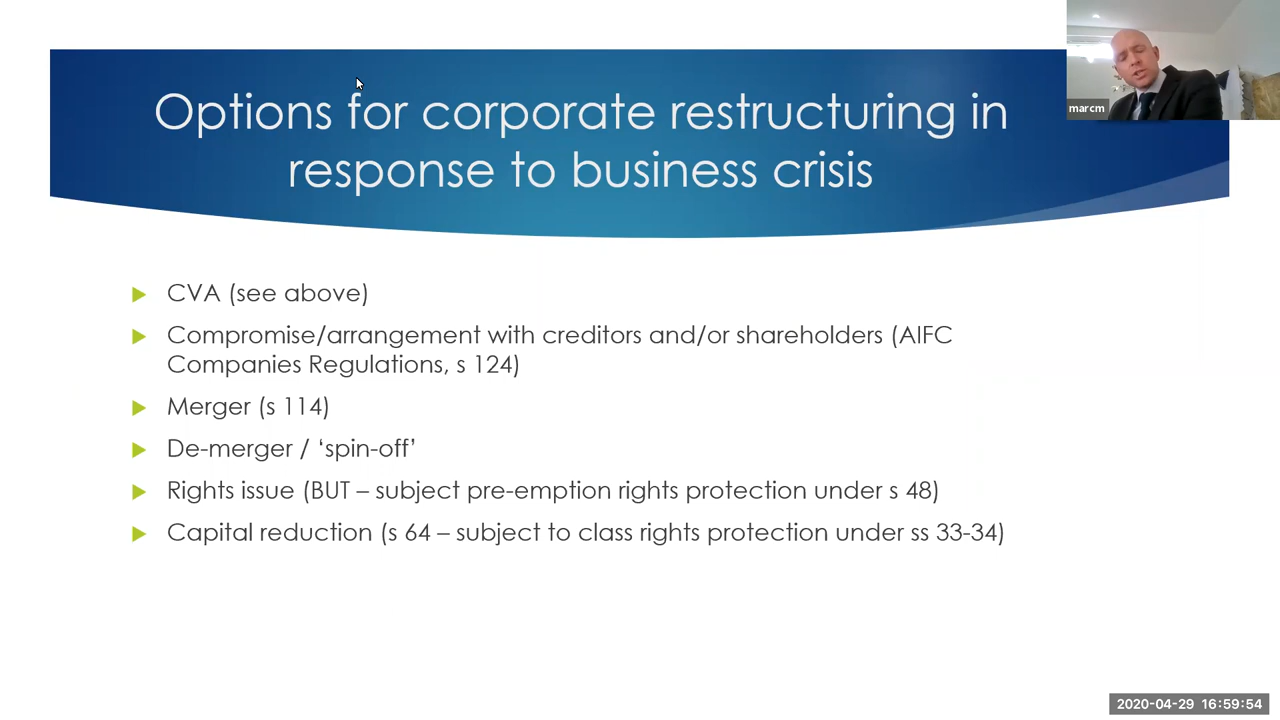 Options for corporate restructuring in
response to business crisis
marcm
CVA (see above)
Compromise/arrangement with creditors and/or shareholders (AIFC
Companies Regulations, s 124)
Merger (s 114)
De-merger / ‘spin-off’
Rights issue (BUT – subject pre-emption rights protection under s 48)
Capital reduction (s 64 – subject to class rights protection under ss 33-34)
2020-04-29 16:59:54